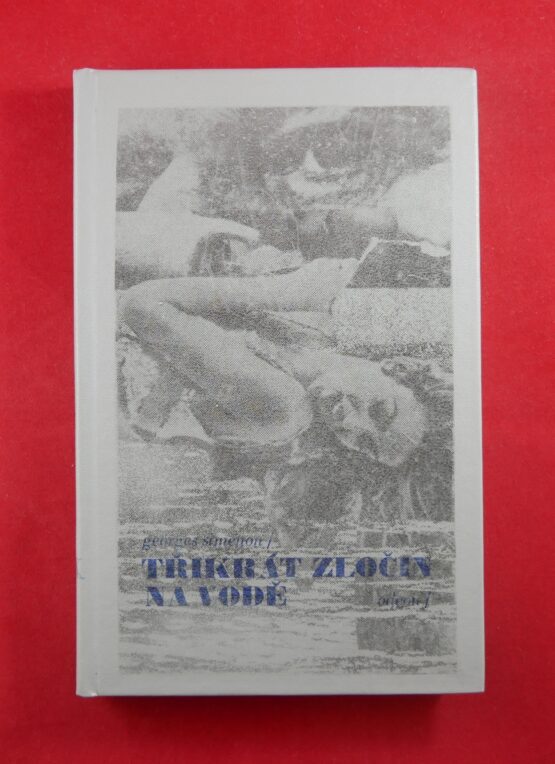 georges simenon /
TŘIKRÁT ZLOČIN
NA VODĚ
odeon /